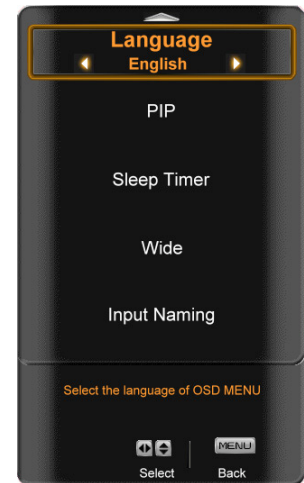 Language
English
PIP
Sleep Timer
Wide
Input Naming
Select the language of OSD MENU
MENU
Select Back